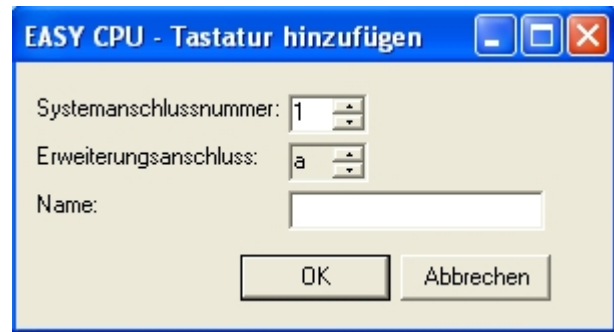 EASY CPU - Tastatur hinzufügen
Systemanschlussnummer: 1
Erweiterungsanschluss: a
Name:
OK Abbrechen